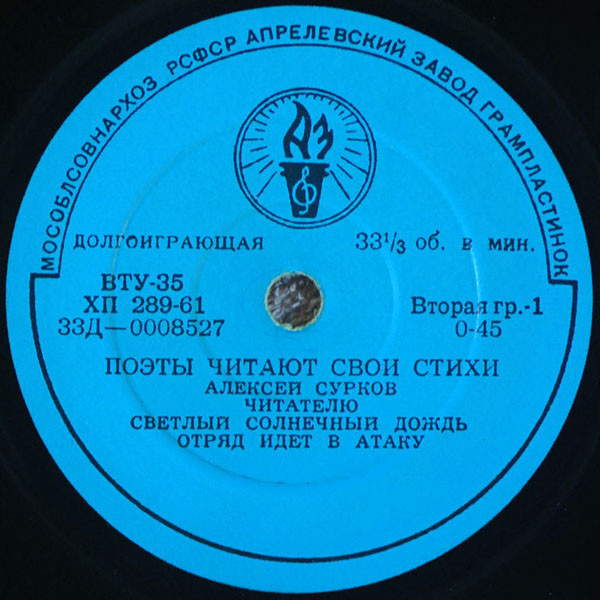 МОСОБЛСОВНАРХОЗ РСФСР АПРЕЛЕВСКИЙ ЗАВОД ГРАМПЛАСТИНОК
АЗ
ДОЛГОИГРАЮЩАЯ 33⅓ об. в мин.
ВТУ-35
ХП 289-61 Вторая гр.-1
33Д—0008527 0-45
ПОЭТЫ ЧИТАЮТ СВОИ СТИХИ
АЛЕКСЕЙ СУРКОВ
ЧИТАТЕЛЮ
СВЕТЛЫЙ СОЛНЕЧНЫЙ ДОЖДЬ
ОТРЯД ИДЕТ В АТАКУ